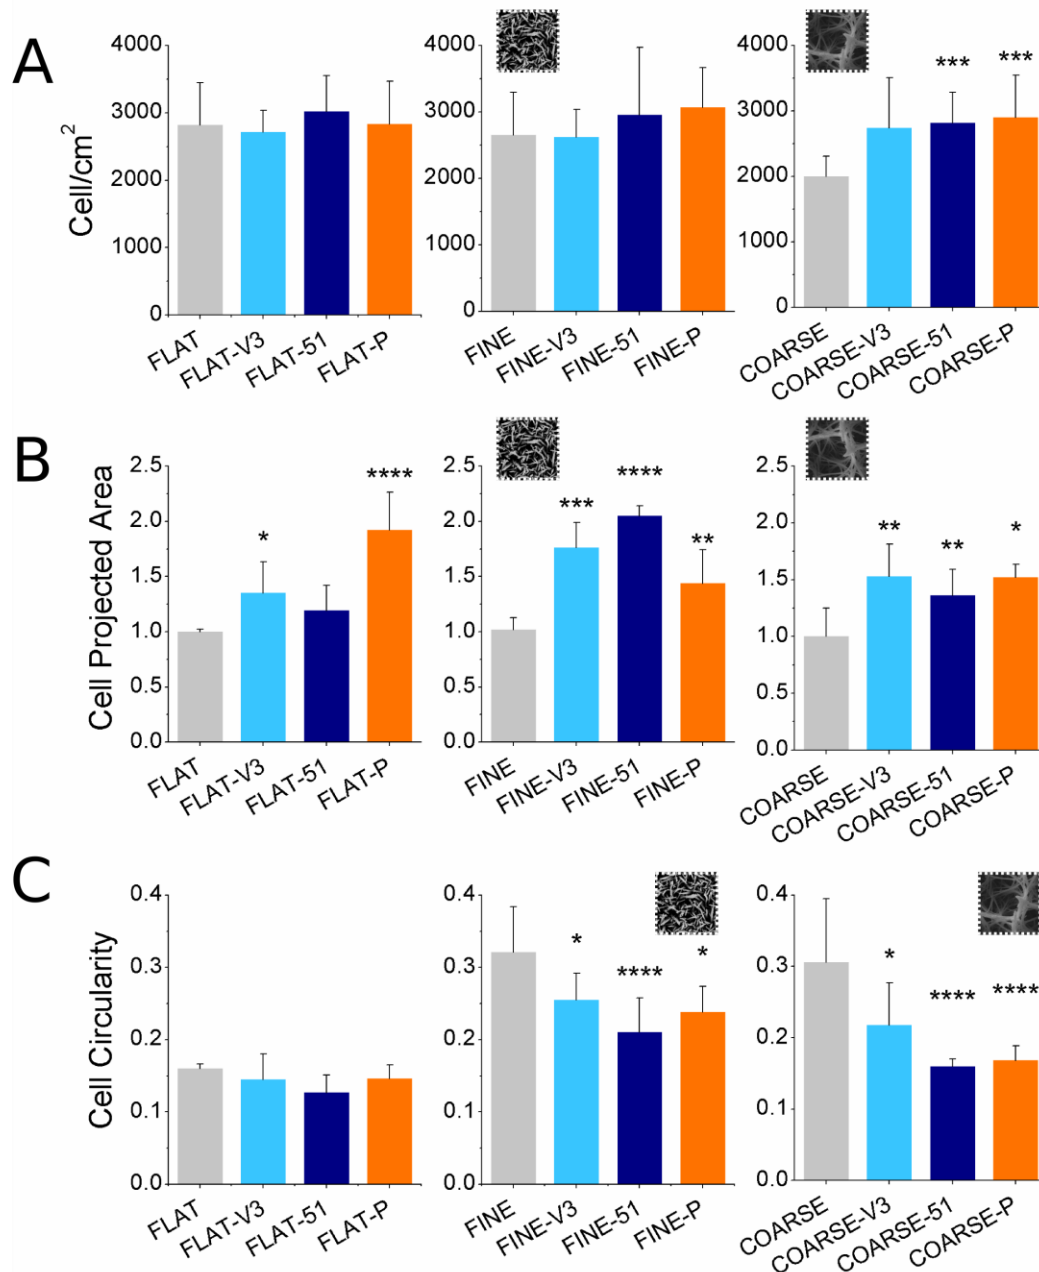 A
Cell/cm²
4000
3000
2000
1000
0
FLAT
FLAT-V3
FLAT-51
FLAT-P
4000
3000
2000
1000
0
FINE
FINE-V3
FINE-51
FINE-P
4000
3000
2000
1000
0
*** ***
COARSE
COARSE-V3
COARSE-51
COARSE-P
B
Cell Projected Area
2.5
2.0
1.5
1.0
0.5
0.0
* ****
FLAT
FLAT-V3
FLAT-51
FLAT-P
2.5
2.0
1.5
1.0
0.5
0.0
*** **** **
FINE
FINE-V3
FINE-51
FINE-P
2.5
2.0
1.5
1.0
0.5
0.0
** ** *
COARSE
COARSE-V3
COARSE-51
COARSE-P
C
Cell Circularity
0.4
0.3
0.2
0.1
0.0
FLAT
FLAT-V3
FLAT-51
FLAT-P
0.4
0.3
0.2
0.1
0.0
* **** *
FINE
FINE-V3
FINE-51
FINE-P
0.4
0.3
0.2
0.1
0.0
* **** ****
COARSE
COARSE-V3
COARSE-51
COARSE-P